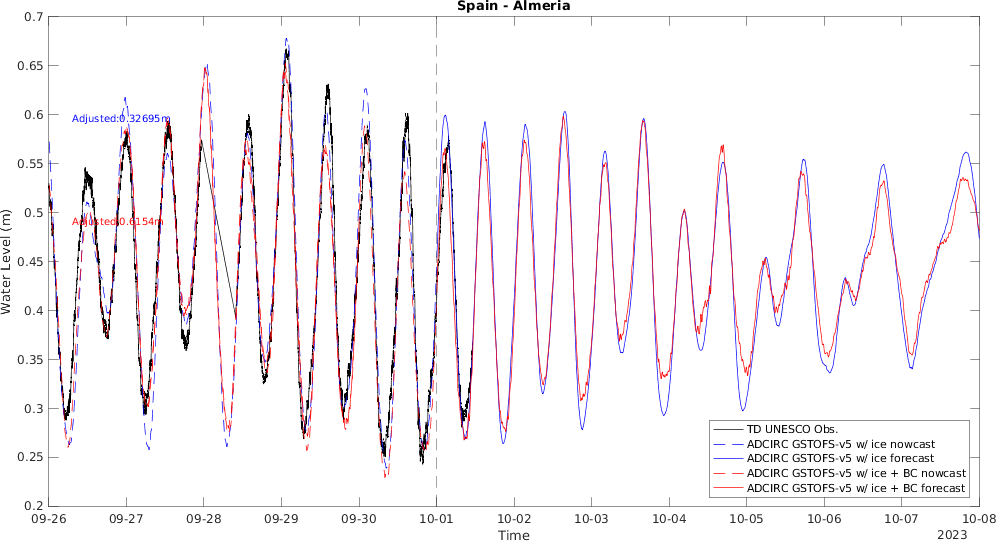 Spain - Almeria
0.7
0.65
0.6
0.55
0.5
0.45
0.4
0.35
0.3
0.25
0.2
Water Level (m)
Adjusted:0.32695m
Adjusted:0.6154m
TD UNESCO Obs.
ADCIRC GSTOFS-v5 w/ ice nowcast
ADCIRC GSTOFS-v5 w/ ice forecast
ADCIRC GSTOFS-v5 w/ ice + BC nowcast
ADCIRC GSTOFS-v5 w/ ice + BC forecast
09-26 09-27 09-28 09-29 09-30 10-01 10-02 10-03 10-04 10-05 10-06 10-07 10-08
Time
2023